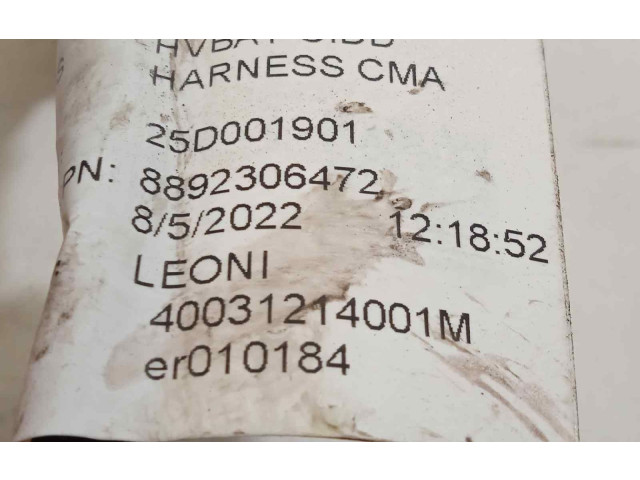 HARNESS CMA
25D001901
PN: 8892306472
8/5/2022 12:18:52
LEONI
40031214001M
er010184